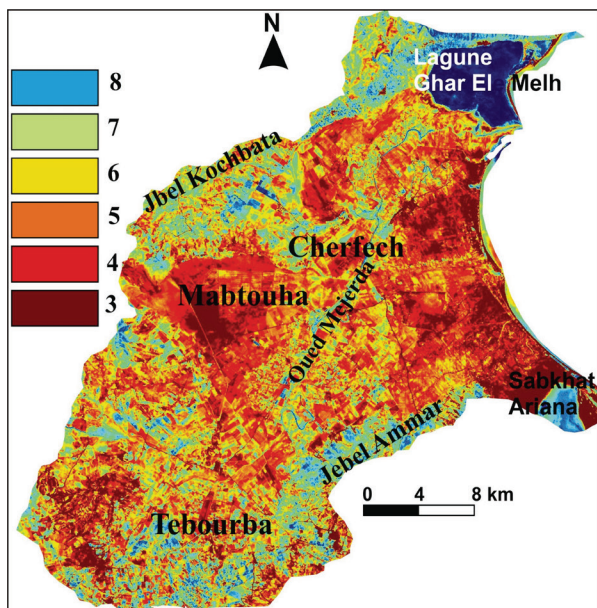 N
Lagune
Ghar El Melh
8
7
6
5
4
3
Jbel Kochbata
Cherfech
Mabtouha
Oued Mejerda
Sabkhat
Ariana
Jebel Ammar
0 4 8 km
Tebourba